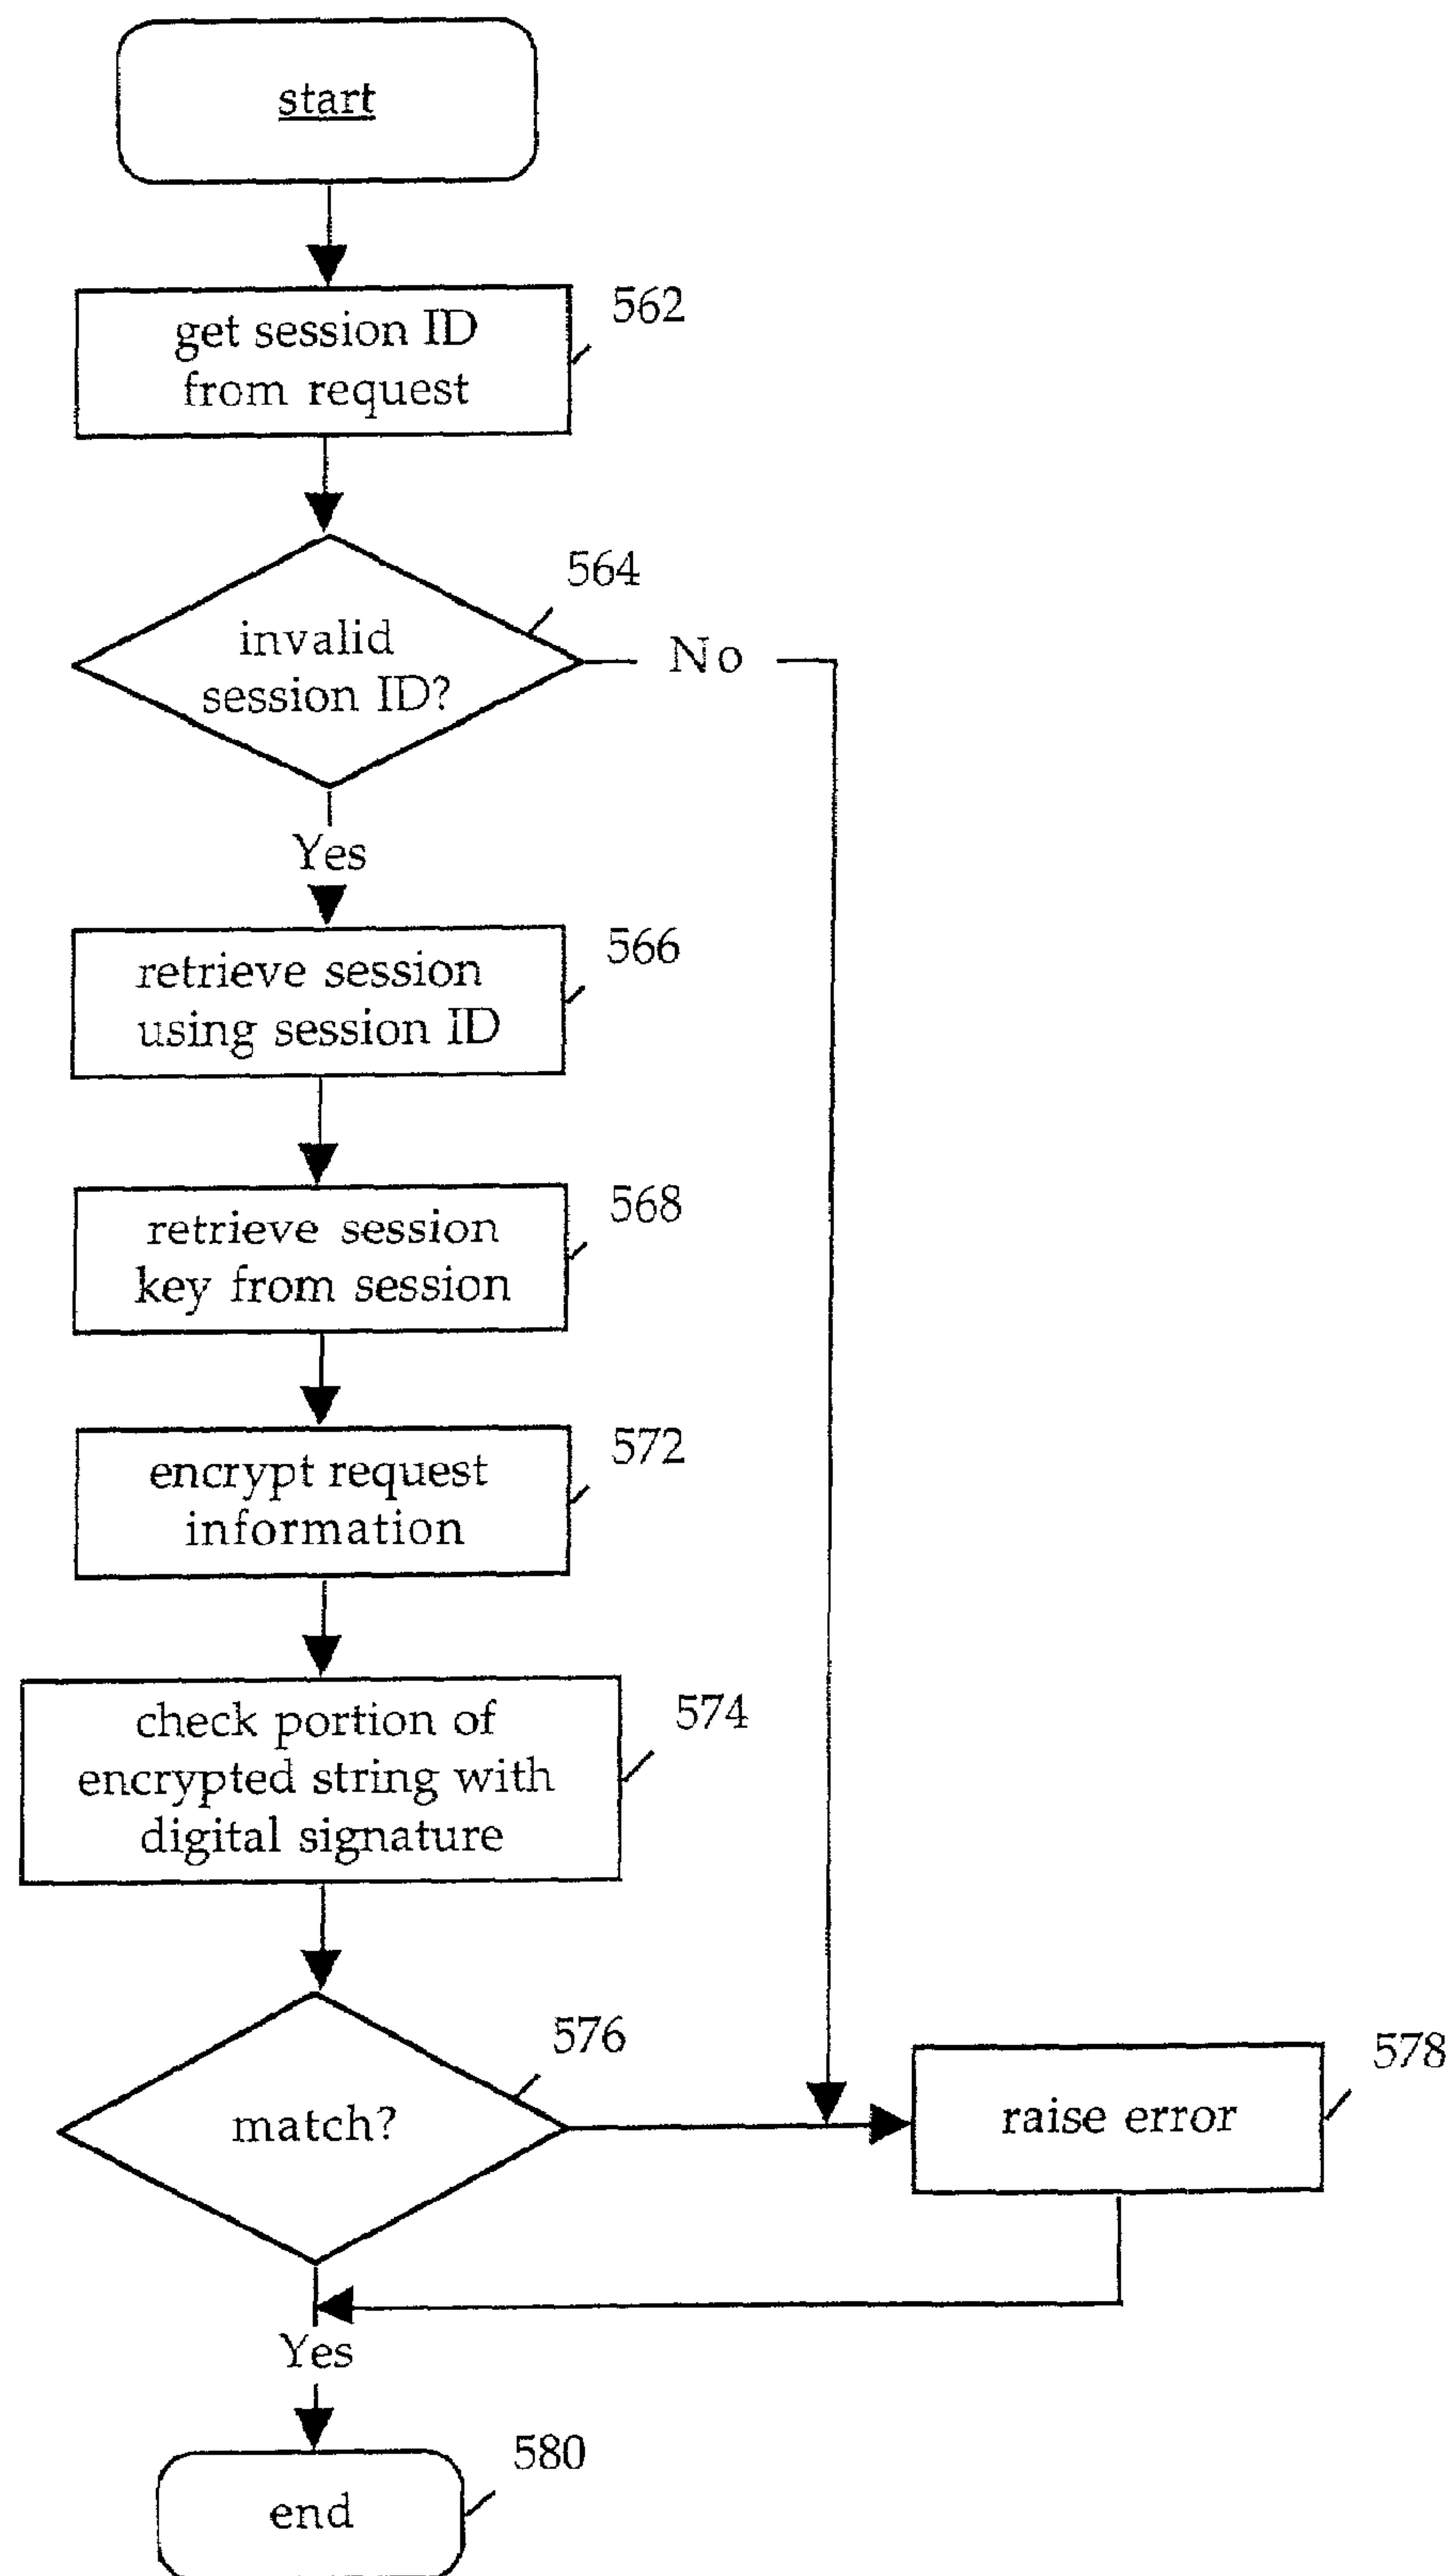 start
get session ID
from request
562
invalid
session ID?
564
No
Yes
retrieve session
using session ID
566
retrieve session
key from session
568
encrypt request
information
572
check portion of
encrypted string with
digital signature
574
match?
576
raise error
578
Yes
end
580